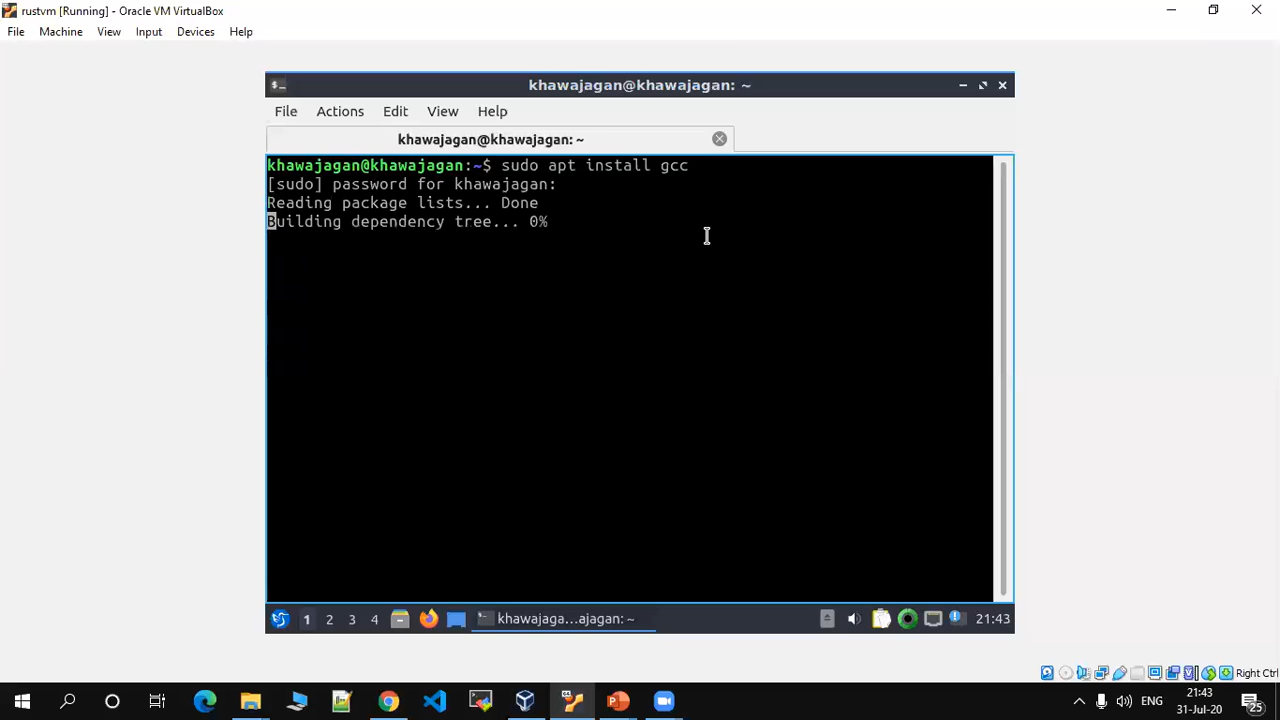 rustvm [Running] - Oracle VM VirtualBox
File Machine View Input Devices Help
khawajagan@khawajagan: ~
File Actions Edit View Help
khawajagan@khawajagan: ~
khawajagan@khawajagan:~$ sudo apt install gcc
[sudo] password for khawajagan:
Reading package lists... Done
Building dependency tree... 0%
1 2 3 4 khawajaga...ajagan: ~ 21:43
Right Ctrl
ENG 21:43
31-Jul-20 25